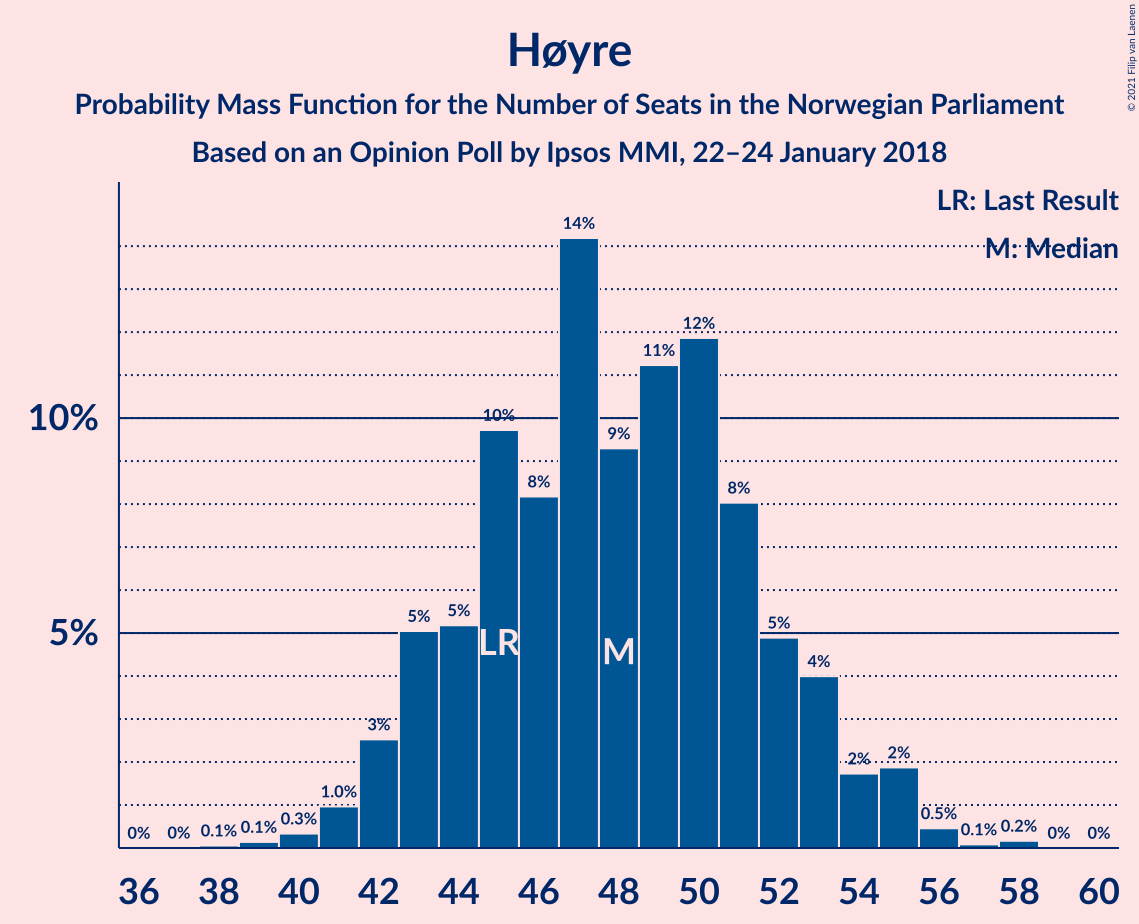 © 2021 Filip van Laenen
Høyre
Probability Mass Function for the Number of Seats in the Norwegian Parliament
Based on an Opinion Poll by Ipsos MMI, 22–24 January 2018
LR: Last Result
M: Median
10%
5%
0% 0% 0.1% 0.1% 0.3% 1.0% 3% 5% 5% 10% 8% 14% 9% 11% 12% 8% 5% 4% 2% 2% 0.5% 0.1% 0.2% 0% 0%
LR M
36 38 40 42 44 46 48 50 52 54 56 58 60